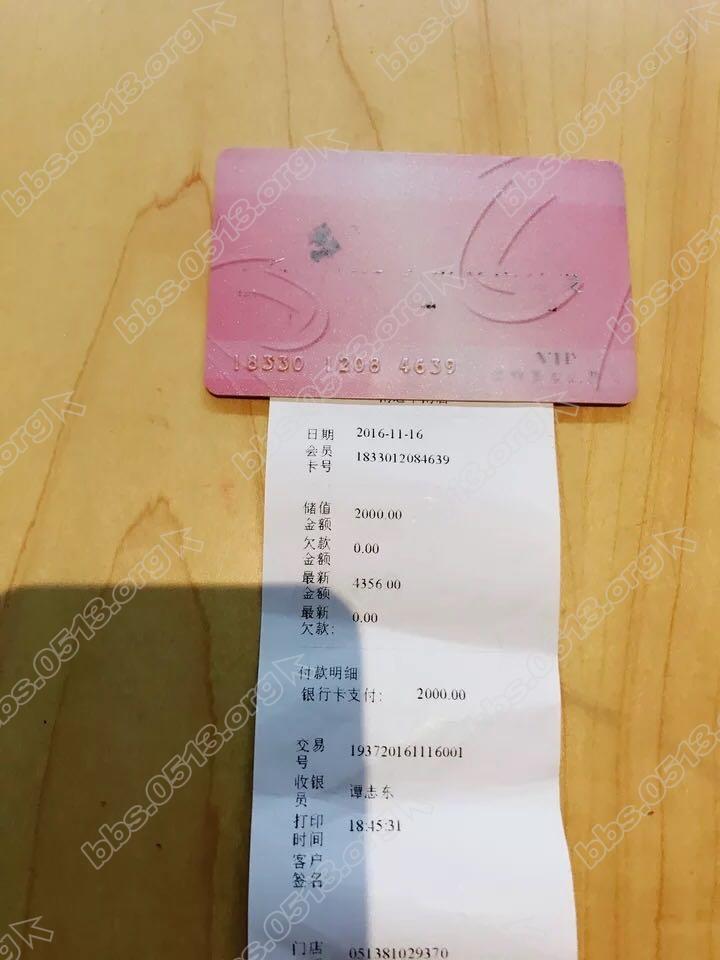 18330 1208 4639
VIP
日期 2016-11-16
会员卡号 1833012084639
储值金额 2000.00
欠款金额 0.00
最新金额 4356.00
最新欠款: 0.00
付款明细
银行卡支付: 2000.00
交易号 193720161116001
收银员 谭志东
打印时间 18:45:31
客户签名
门店 051381029370
bbs.0513.org